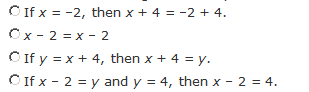 If x = -2, then x + 4 = -2 + 4.
x - 2 = x - 2
If y = x + 4, then x + 4 = y.
If x - 2 = y and y = 4, then x - 2 = 4.